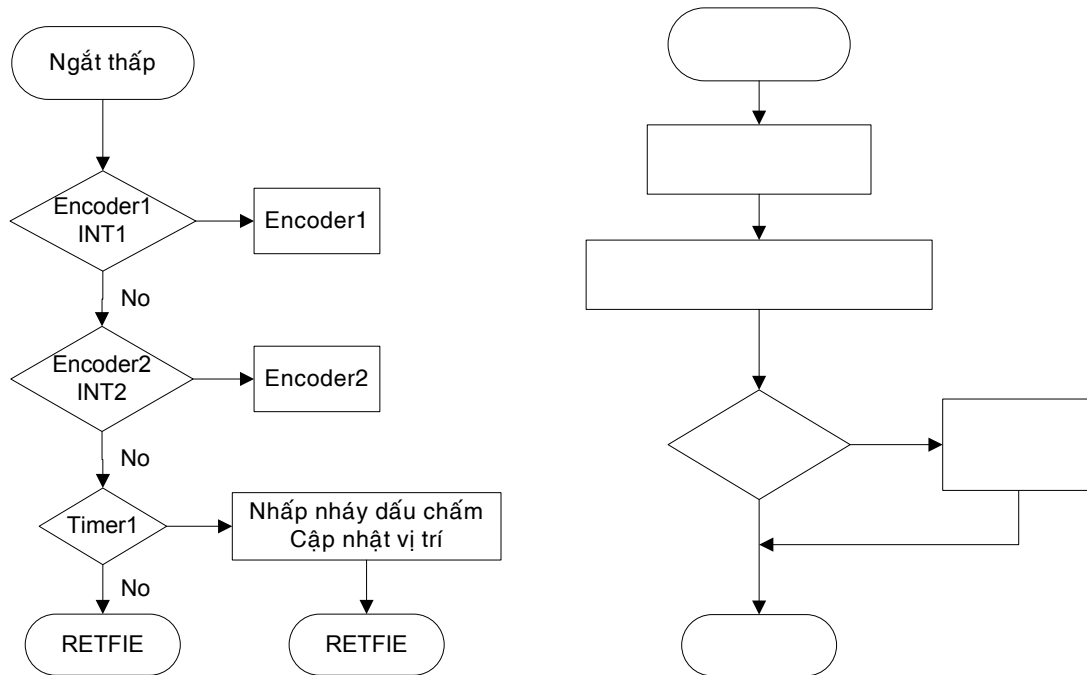 Ngắt thấp
Encoder1
INT1
Encoder1
No
Encoder2
INT2
Encoder2
No
Timer1
Nhấp nháy dấu chấm
Cập nhật vị trí
No
RETFIE
RETFIE